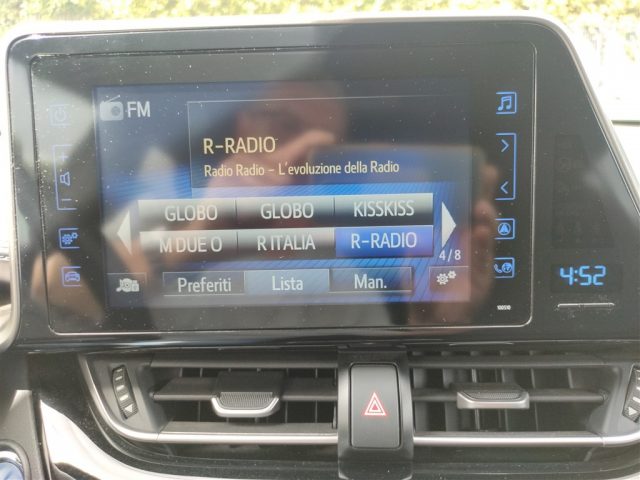 FM
R-RADIO
Radio Radio - L'evoluzione della Radio
GLOBO GLOBO KISSKISS
M DUE O R ITALIA R-RADIO
4/8
Preferiti Lista Man.
4:52
100510